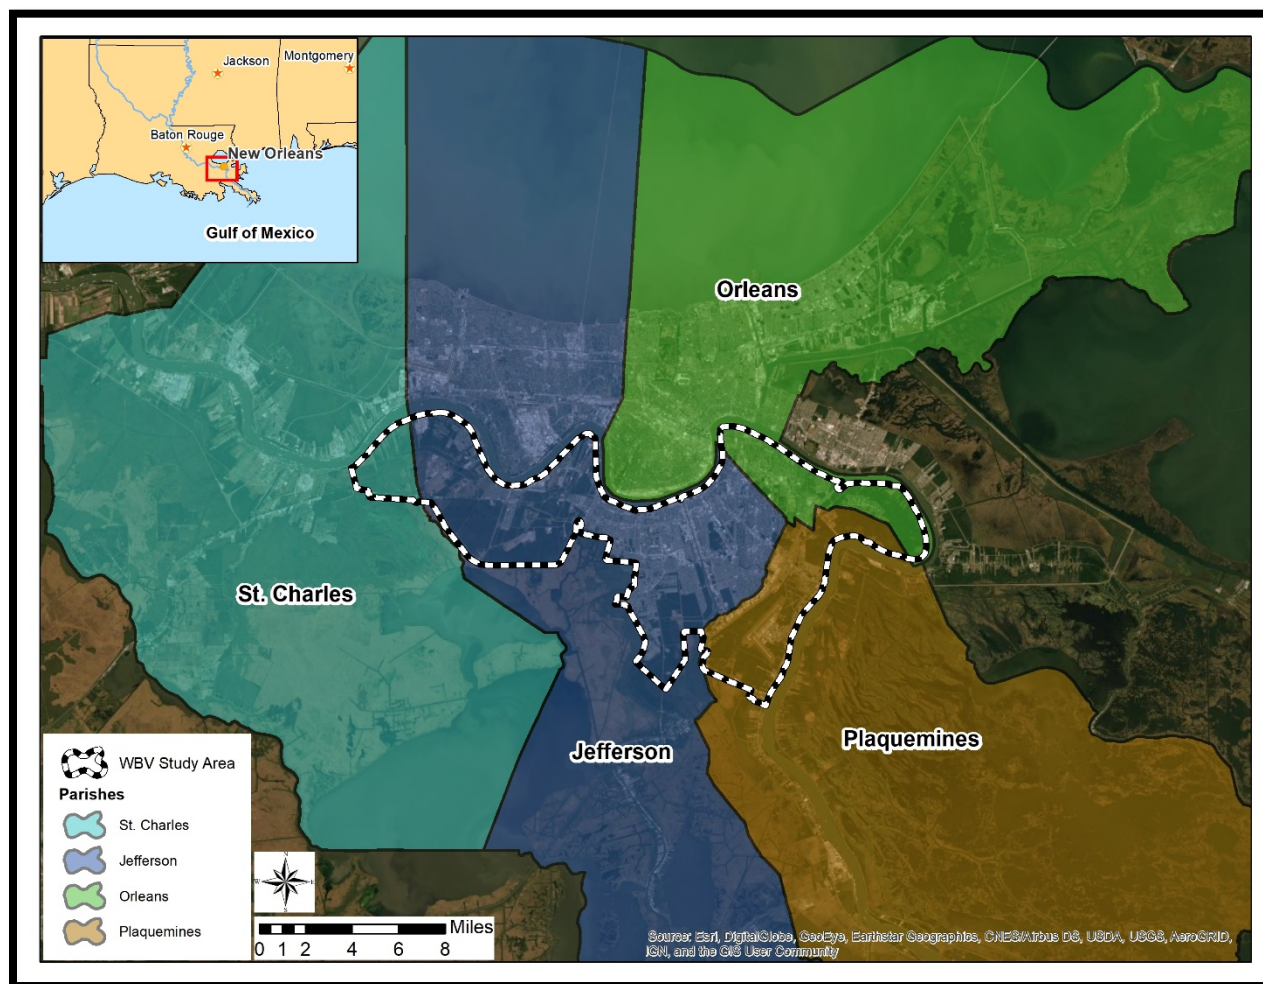 Jackson
Montgomery
Baton Rouge
New Orleans
Gulf of Mexico
Orleans
St. Charles
Jefferson
Plaquemines
WBV Study Area
Parishes
St. Charles
Jefferson
Orleans
Plaquemines
N
W
E
S
Miles
0 1 2 4 6 8
Source: Esri, DigitalGlobe, GeoEye, Earthstar Geographics, CNES/Airbus DS, USDA, USGS, AeroGRID,
IGN, and the GIS User Community